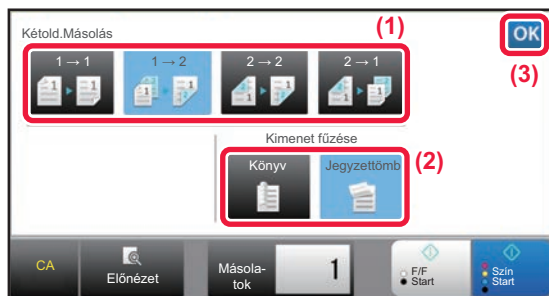 Kétold.Másolás
(1)
OK
1 → 1
1 → 2
2 → 2
2 → 1
(3)
Kimenet fűzése
Könyv
Jegyzettömb
(2)
CA
Előnézet
Másola-
tok
1
F/F
Start
Szín
Start